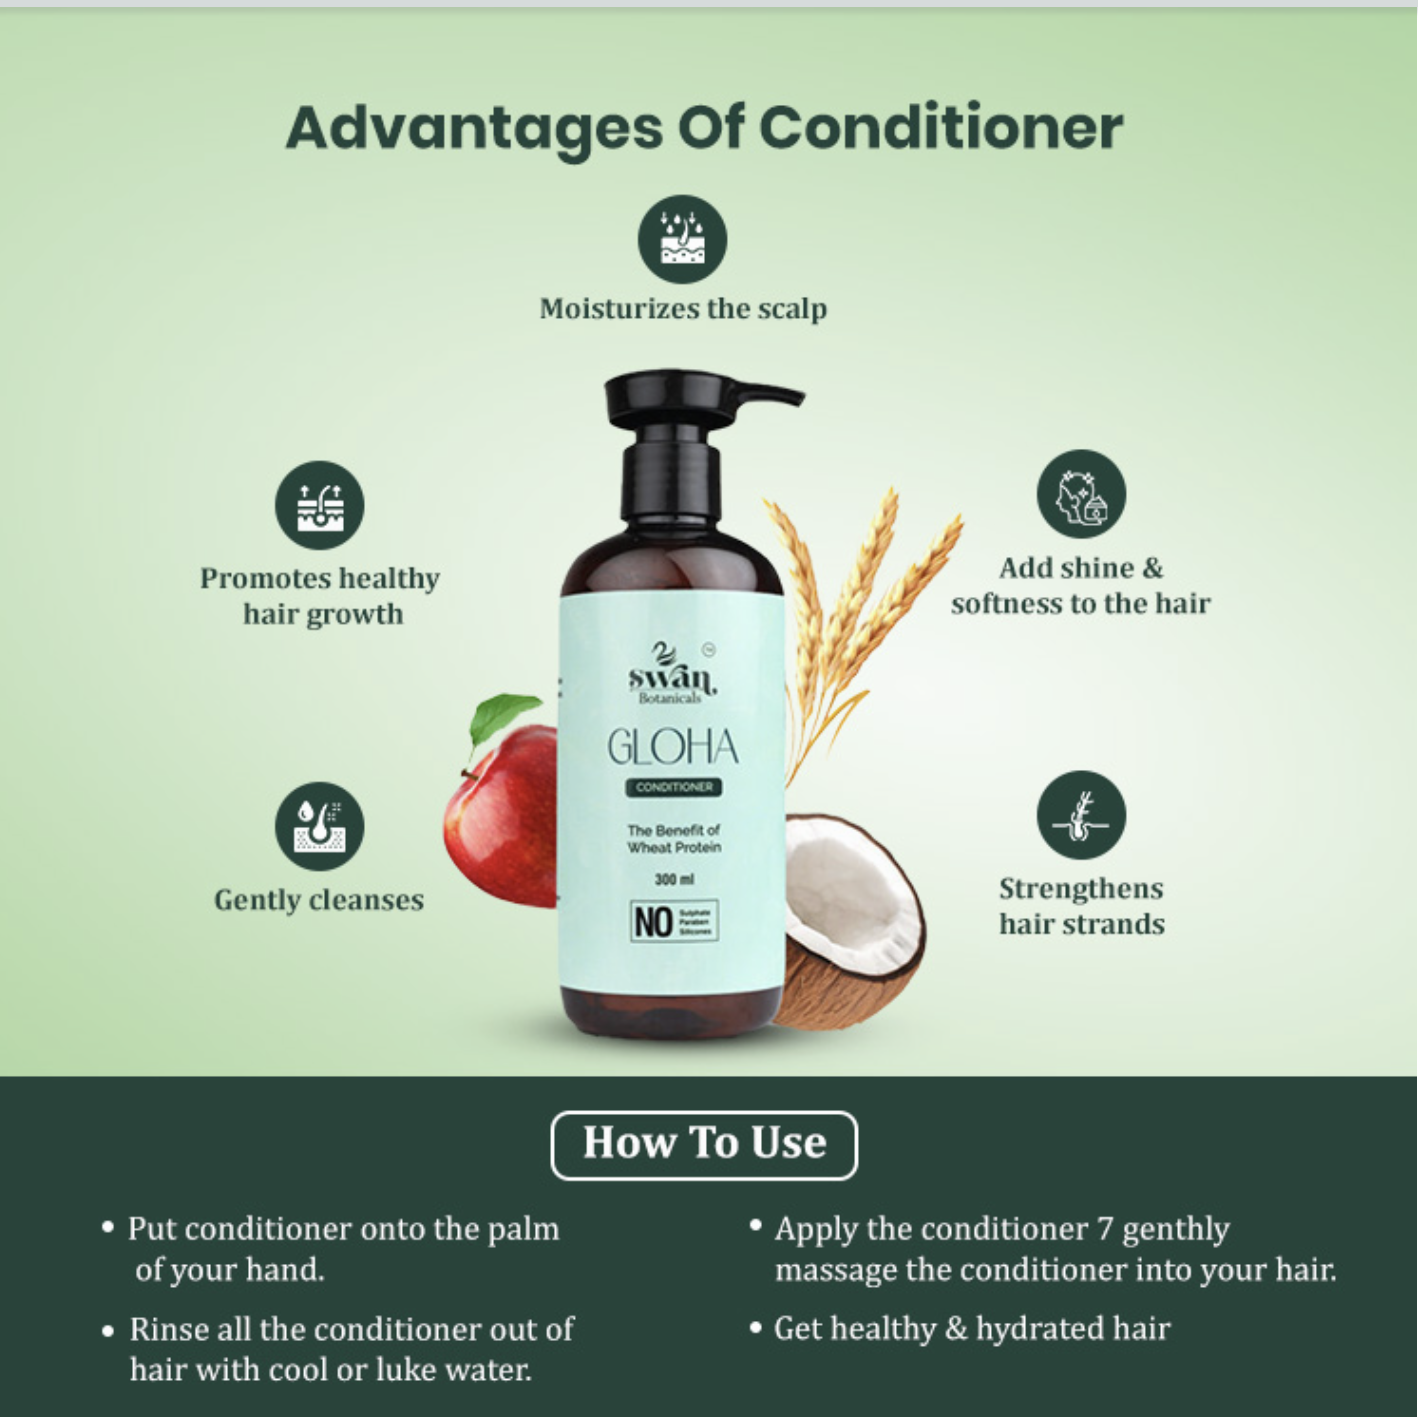 Advantages Of Conditioner
Moisturizes the scalp
Promotes healthy
hair growth
Add shine &
softness to the hair
Gently cleanses
Strengthens
hair strands
swan
Botanicals
GLOHA
CONDITIONER
The Benefit of
Wheat Protein
300 ml
NO
Sulphate
Paraben
Silicones
How To Use
• Put conditioner onto the palm
of your hand.
• Rinse all the conditioner out of
hair with cool or luke water.
• Apply the conditioner 7 genthly
massage the conditioner into your hair.
• Get healthy & hydrated hair